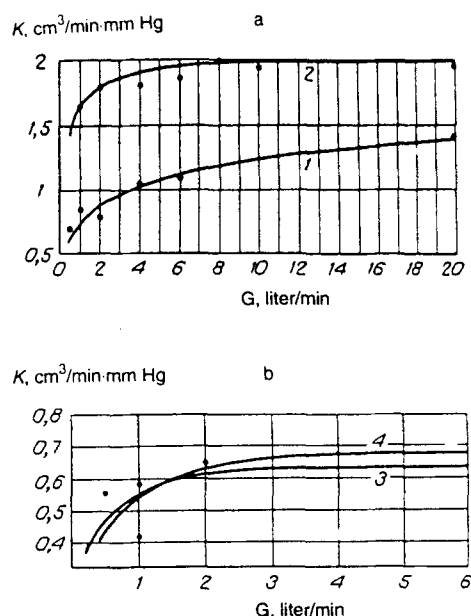 K, cm³/min·mm Hg a
2
1,5
1
0,5
2
1
0 2 4 6 8 10 12 14 16 18 20
G, liter/min
K, cm³/min·mm Hg b
0,8
0,7
0,6
0,5
0,4
4
3
1 2 3 4 5 6
G, liter/min